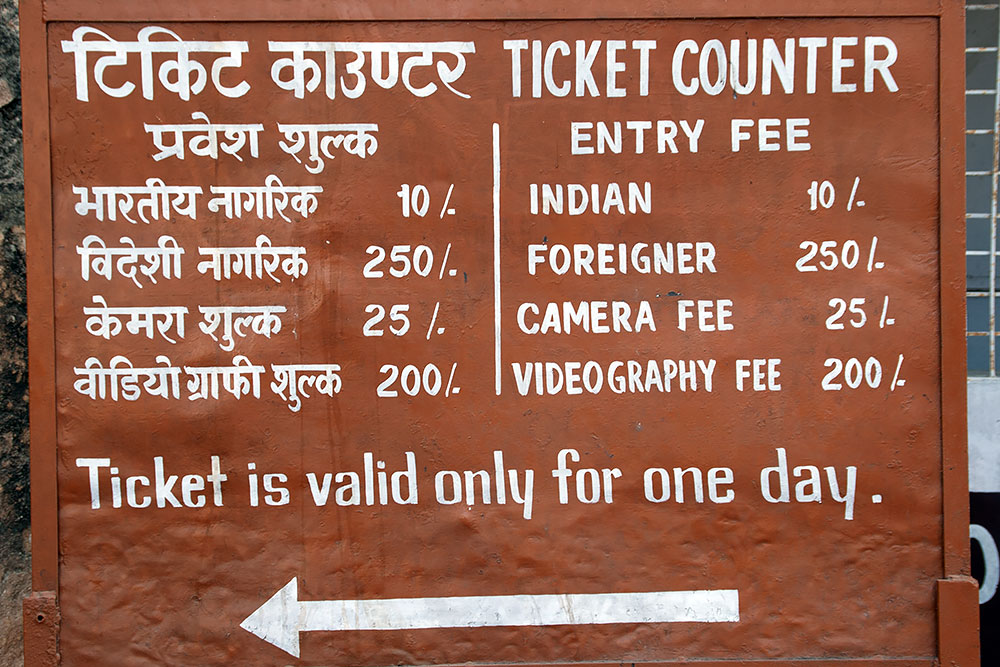 टिकिट काउण्टर TICKET COUNTER
प्रवेश शुल्क
भारतीय नागरिक 10/-
विदेशी नागरिक 250/-
केमरा शुल्क 25/-
वीडियोग्राफी शुल्क 200/-
ENTRY FEE
INDIAN 10/-
FOREIGNER 250/-
CAMERA FEE 25/-
VIDEOGRAPHY FEE 200/-
Ticket is valid only for one day.